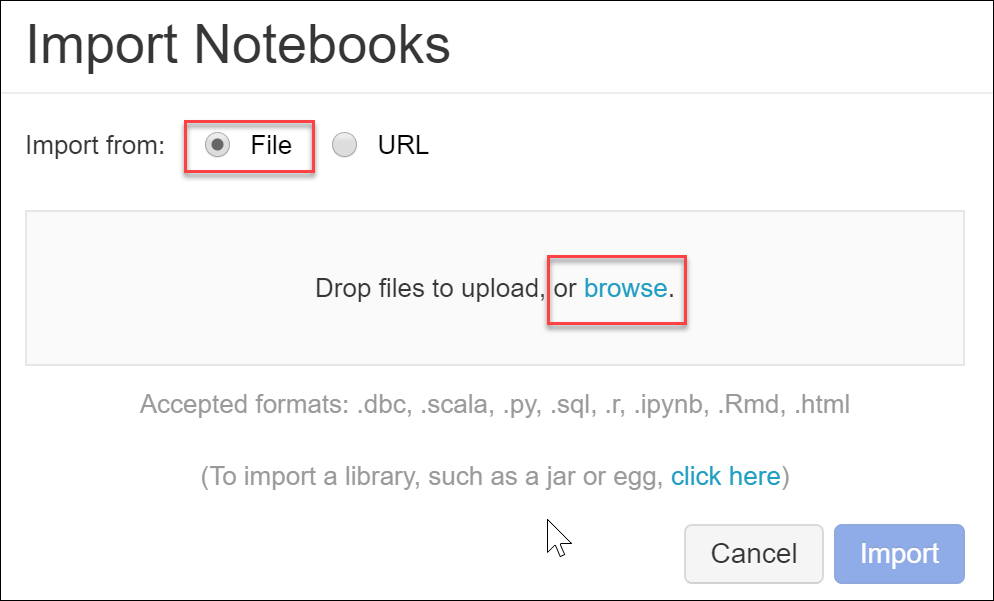 Import Notebooks
Import from: File URL
Drop files to upload, or browse.
Accepted formats: .dbc, .scala, .py, .sql, .r, .ipynb, .Rmd, .html
(To import a library, such as a jar or egg, click here)
Cancel Import